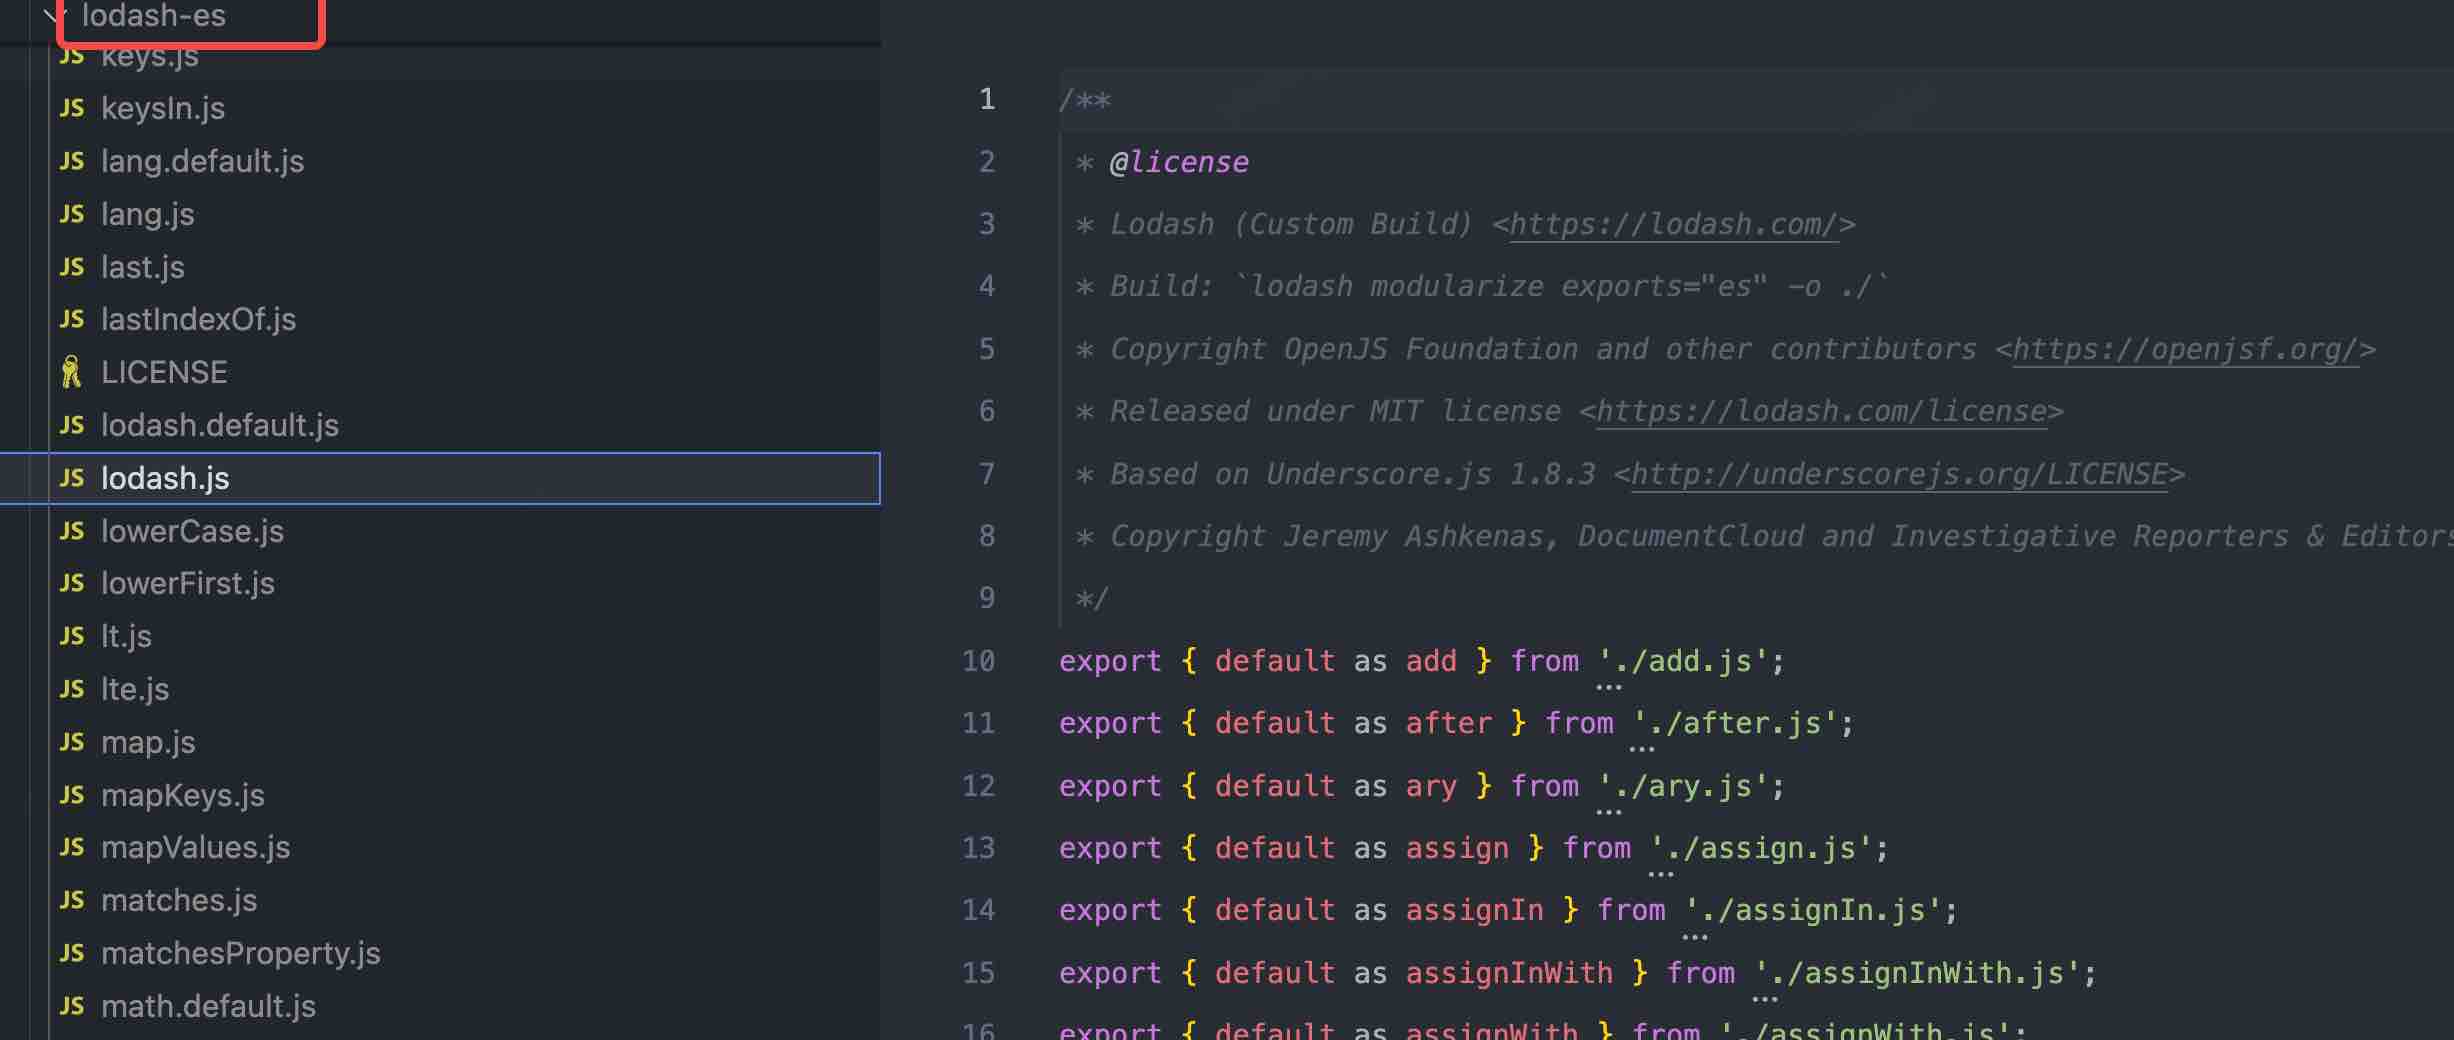 lodash-es
JS keys.js
JS keysIn.js
JS lang.default.js
JS lang.js
JS last.js
JS lastIndexOf.js
LICENSE
JS lodash.default.js
JS lodash.js
JS lowerCase.js
JS lowerFirst.js
JS lt.js
JS lte.js
JS map.js
JS mapKeys.js
JS mapValues.js
JS matches.js
JS matchesProperty.js
JS math.default.js
1 /**
2 * @license
3 * Lodash (Custom Build) <https://lodash.com/>
4 * Build: `lodash modularize exports="es" -o ./`
5 * Copyright OpenJS Foundation and other contributors <https://openjsf.org/>
6 * Released under MIT license <https://lodash.com/license>
7 * Based on Underscore.js 1.8.3 <http://underscorejs.org/LICENSE>
8 * Copyright Jeremy Ashkenas, DocumentCloud and Investigative Reporters & Editors
9 */
10 export { default as add } from './add.js';
11 export { default as after } from './after.js';
12 export { default as ary } from './ary.js';
13 export { default as assign } from './assign.js';
14 export { default as assignIn } from './assignIn.js';
15 export { default as assignInWith } from './assignInWith.js';
16 export { default as assignWith } from './assignWith.js';